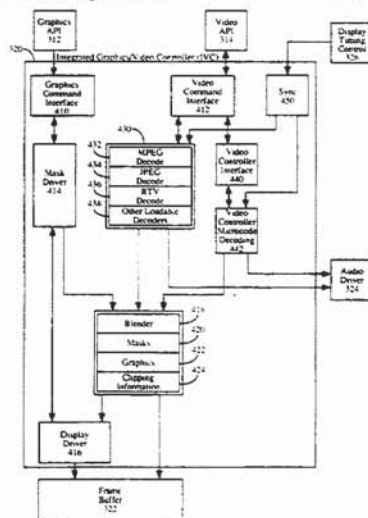 Graphics
API
312
Video
API
314
Display
Timing
Control
326
320
Integrated Graphics/Video Controller (IVC)
Graphics
Command
Interface
410
Video
Command
Interface
412
Sync
450
430
432
MPEG
Decode
434
JPEG
Decode
436
RTV
Decode
438
Other Loadable
Decoders
Mask
Driver
414
Video
Controller
Interface
440
Video
Controller
Microcode
Decoding
442
Audio
Driver
324
Blender
418
Masks
420
Graphics
422
Clipping
Information
424
Display
Driver
416
Frame
Buffer
322